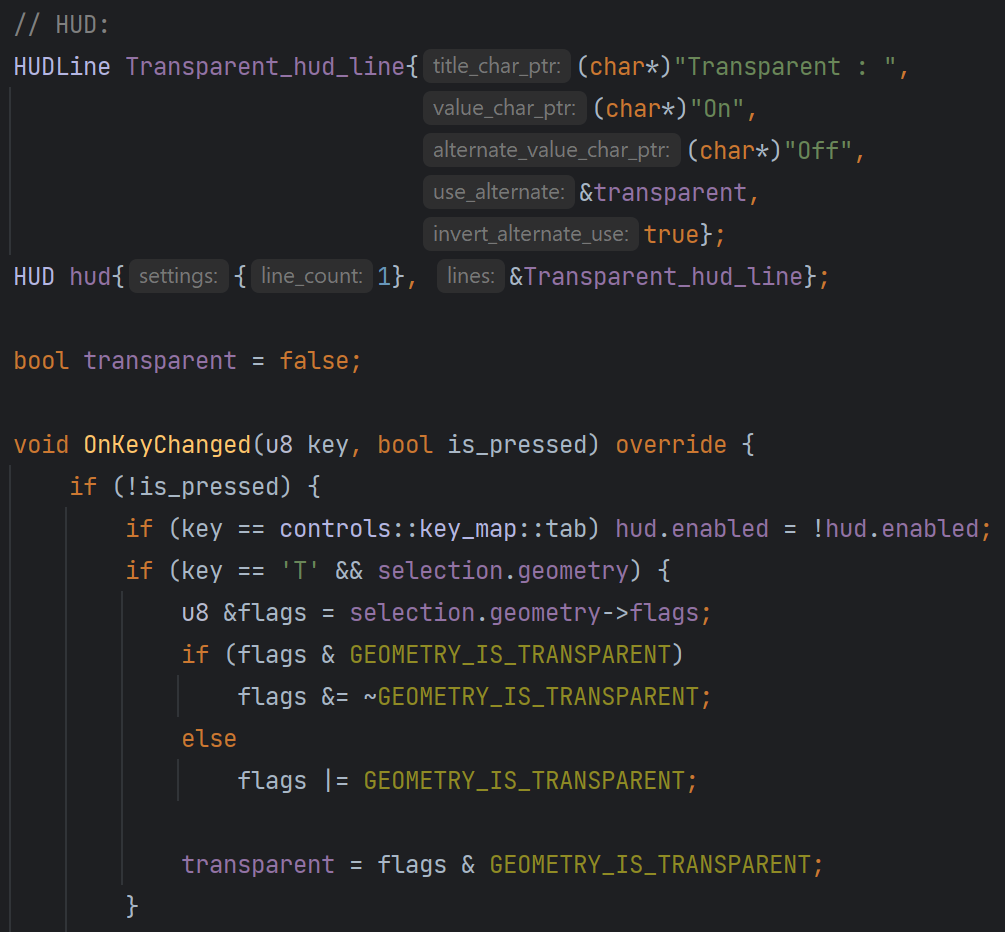 // HUD:
HUDLine Transparent_hud_line{ title_char_ptr: (char*)"Transparent : ",
value_char_ptr: (char*)"On",
alternate_value_char_ptr: (char*)"Off",
use_alternate: &transparent,
invert_alternate_use: true};
HUD hud{ settings: { line_count: 1}, lines: &Transparent_hud_line};
bool transparent = false;
void OnKeyChanged(u8 key, bool is_pressed) override {
if (!is_pressed) {
if (key == controls::key_map::tab) hud.enabled = !hud.enabled;
if (key == 'T' && selection.geometry) {
u8 &flags = selection.geometry->flags;
if (flags & GEOMETRY_IS_TRANSPARENT)
flags &= ~GEOMETRY_IS_TRANSPARENT;
else
flags |= GEOMETRY_IS_TRANSPARENT;
transparent = flags & GEOMETRY_IS_TRANSPARENT;
}